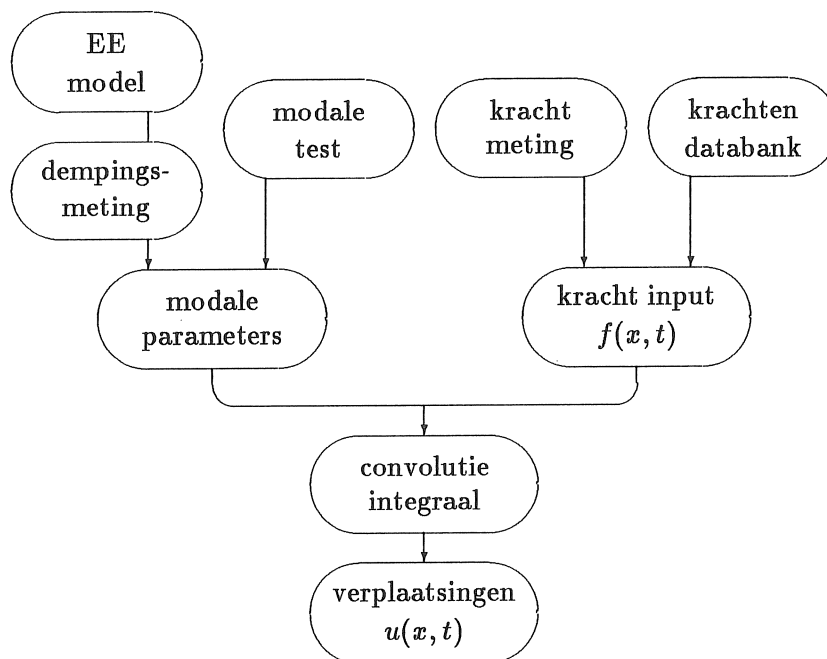 EE
model
modale
test
kracht
meting
krachten
databank
dempings-
meting
modale
parameters
kracht input
f(x, t)
convolutie
integraal
verplaatsingen
u(x, t)